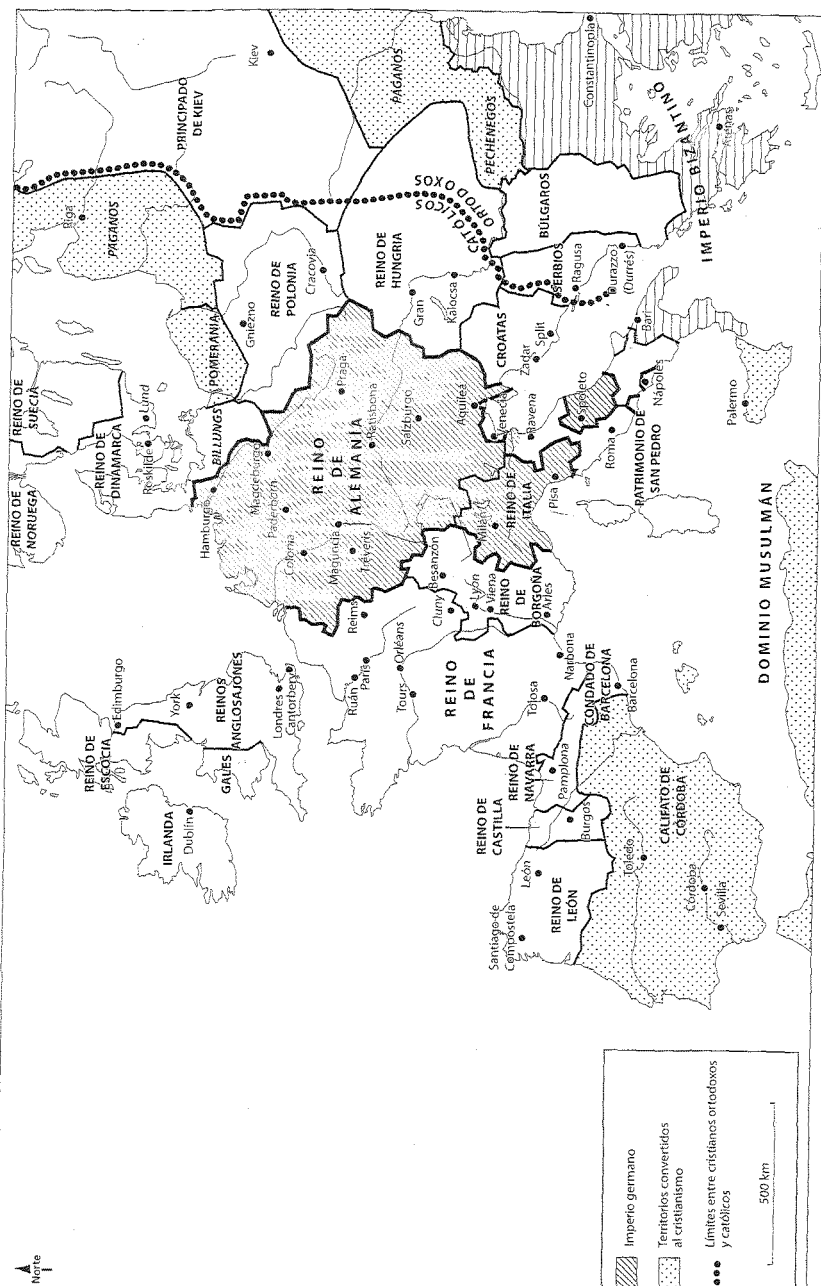 Norte
REINO DE
NORUEGA
REINO DE
SUECIA
REINO DE
DINAMARCA
Roskilde
Lund
REINO DE
ESCOCIA
Edimburgo
IRLANDA
Dublín
GALES
York
REINOS
ANGLOSAJONES
Londres
Cantorbery
BILLUNGS
POMERANIA
PAGANOS
Riga
PRINCIPADO
DE KIEV
Kiev
Hamburgo
Magdeburgo
Paderborn
Colonia
Maguncia
Tréveris
REINO
DE
ALEMANIA
Praga
Ratisbona
Salzburgo
Aquilea
Gniezno
REINO DE
POLONIA
Cracovia
REINO DE
HUNGRIA
Gran
Kalocsa
CATÓLICOS
ORTODOXOS
PAGANOS
PECHENEGOS
Ruán
París
Reims
Orléans
Tours
REINO
DE
FRANCIA
Tolosa
Narbona
Besanzón
Cluny
Lyon
Viena
REINO
DE
BORGOÑA
Arles
Milán
REINO DE
ITALIA
Venecia
Ravena
Pisa
Spoleto
Roma
PATRIMONIO DE
SAN PEDRO
Nápoles
Bari
Palermo
CROATAS
Zadar
Split
SERBIOS
Ragusa
Durazzo
(Durrës)
BÚLGAROS
Constantinopla
IMPERIO BIZANTINO
Atenas
Santiago de
Compostela
León
REINO DE
LEÓN
REINO DE
CASTILLA
Burgos
REINO DE
NAVARRA
Pamplona
CONDADO DE
BARCELONA
Barcelona
Toledo
CALIFATO DE
CÓRDOBA
Córdoba
Sevilla
DOMINIO MUSULMÁN
Imperio germano
Territorios convertidos
al cristianismo
Límites entre cristianos ortodoxos
y católicos
500 km